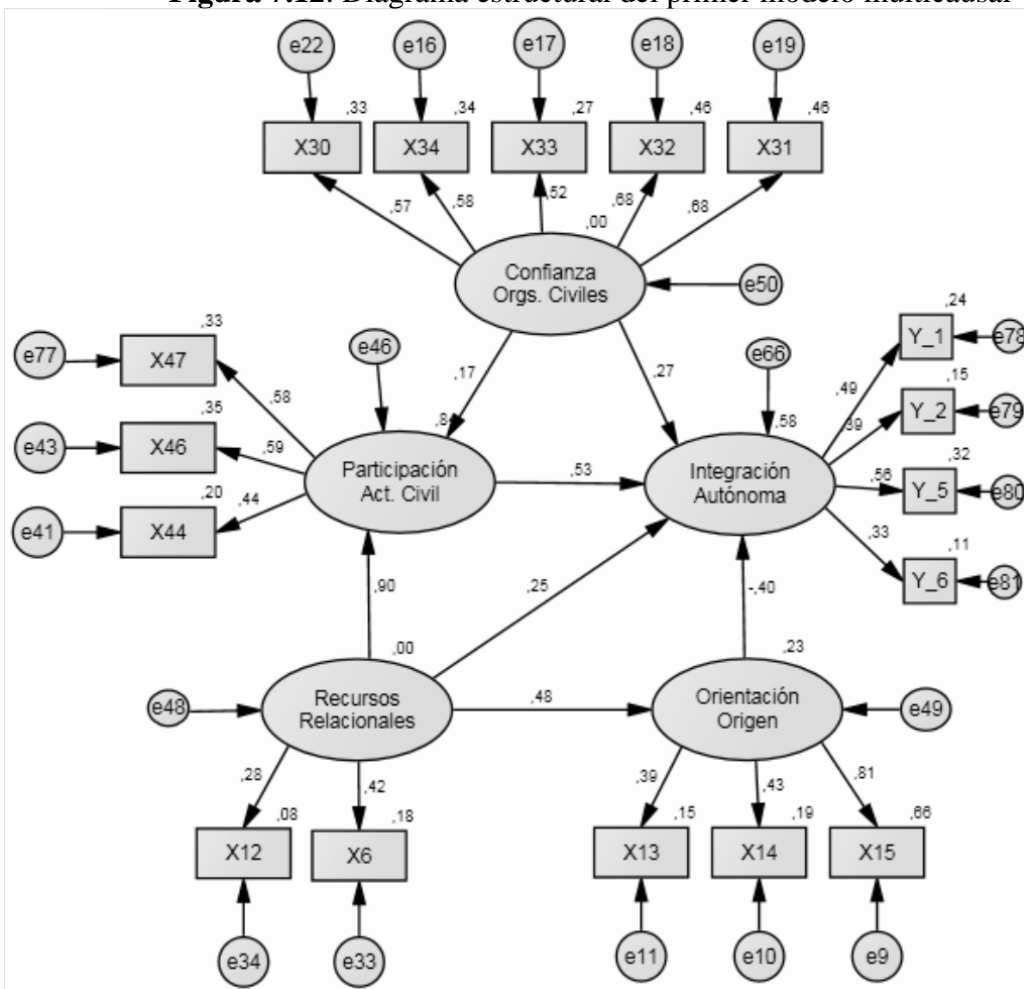 Figura 7.12. Diagrama estructural del primer modelo multicausal
e22
e16
e17
e18
e19
,33
,34
,27
,46
,46
X30
X34
X33
X32
X31
,57
,58
,52
,68
,68
,00
Confianza
Orgs. Civiles
e50
,17
,27
e77
,33
X47
,58
e43
,35
X46
,59
e41
,20
X44
,44
e46
Participación
Act. Civil
,53
e66
,58
Integración
Autónoma
,24
Y_1
e78
,49
,15
Y_2
e79
,39
,32
Y_5
e80
,56
,11
Y_6
e81
,33
,90
,25
-,40
,00
e48
Recursos
Relacionales
,48
,23
Orientación
Origen
e49
,28
,42
,39
,43
,81
,08
,18
,15
,19
,66
X12
X6
X13
X14
X15
e34
e33
e11
e10
e9